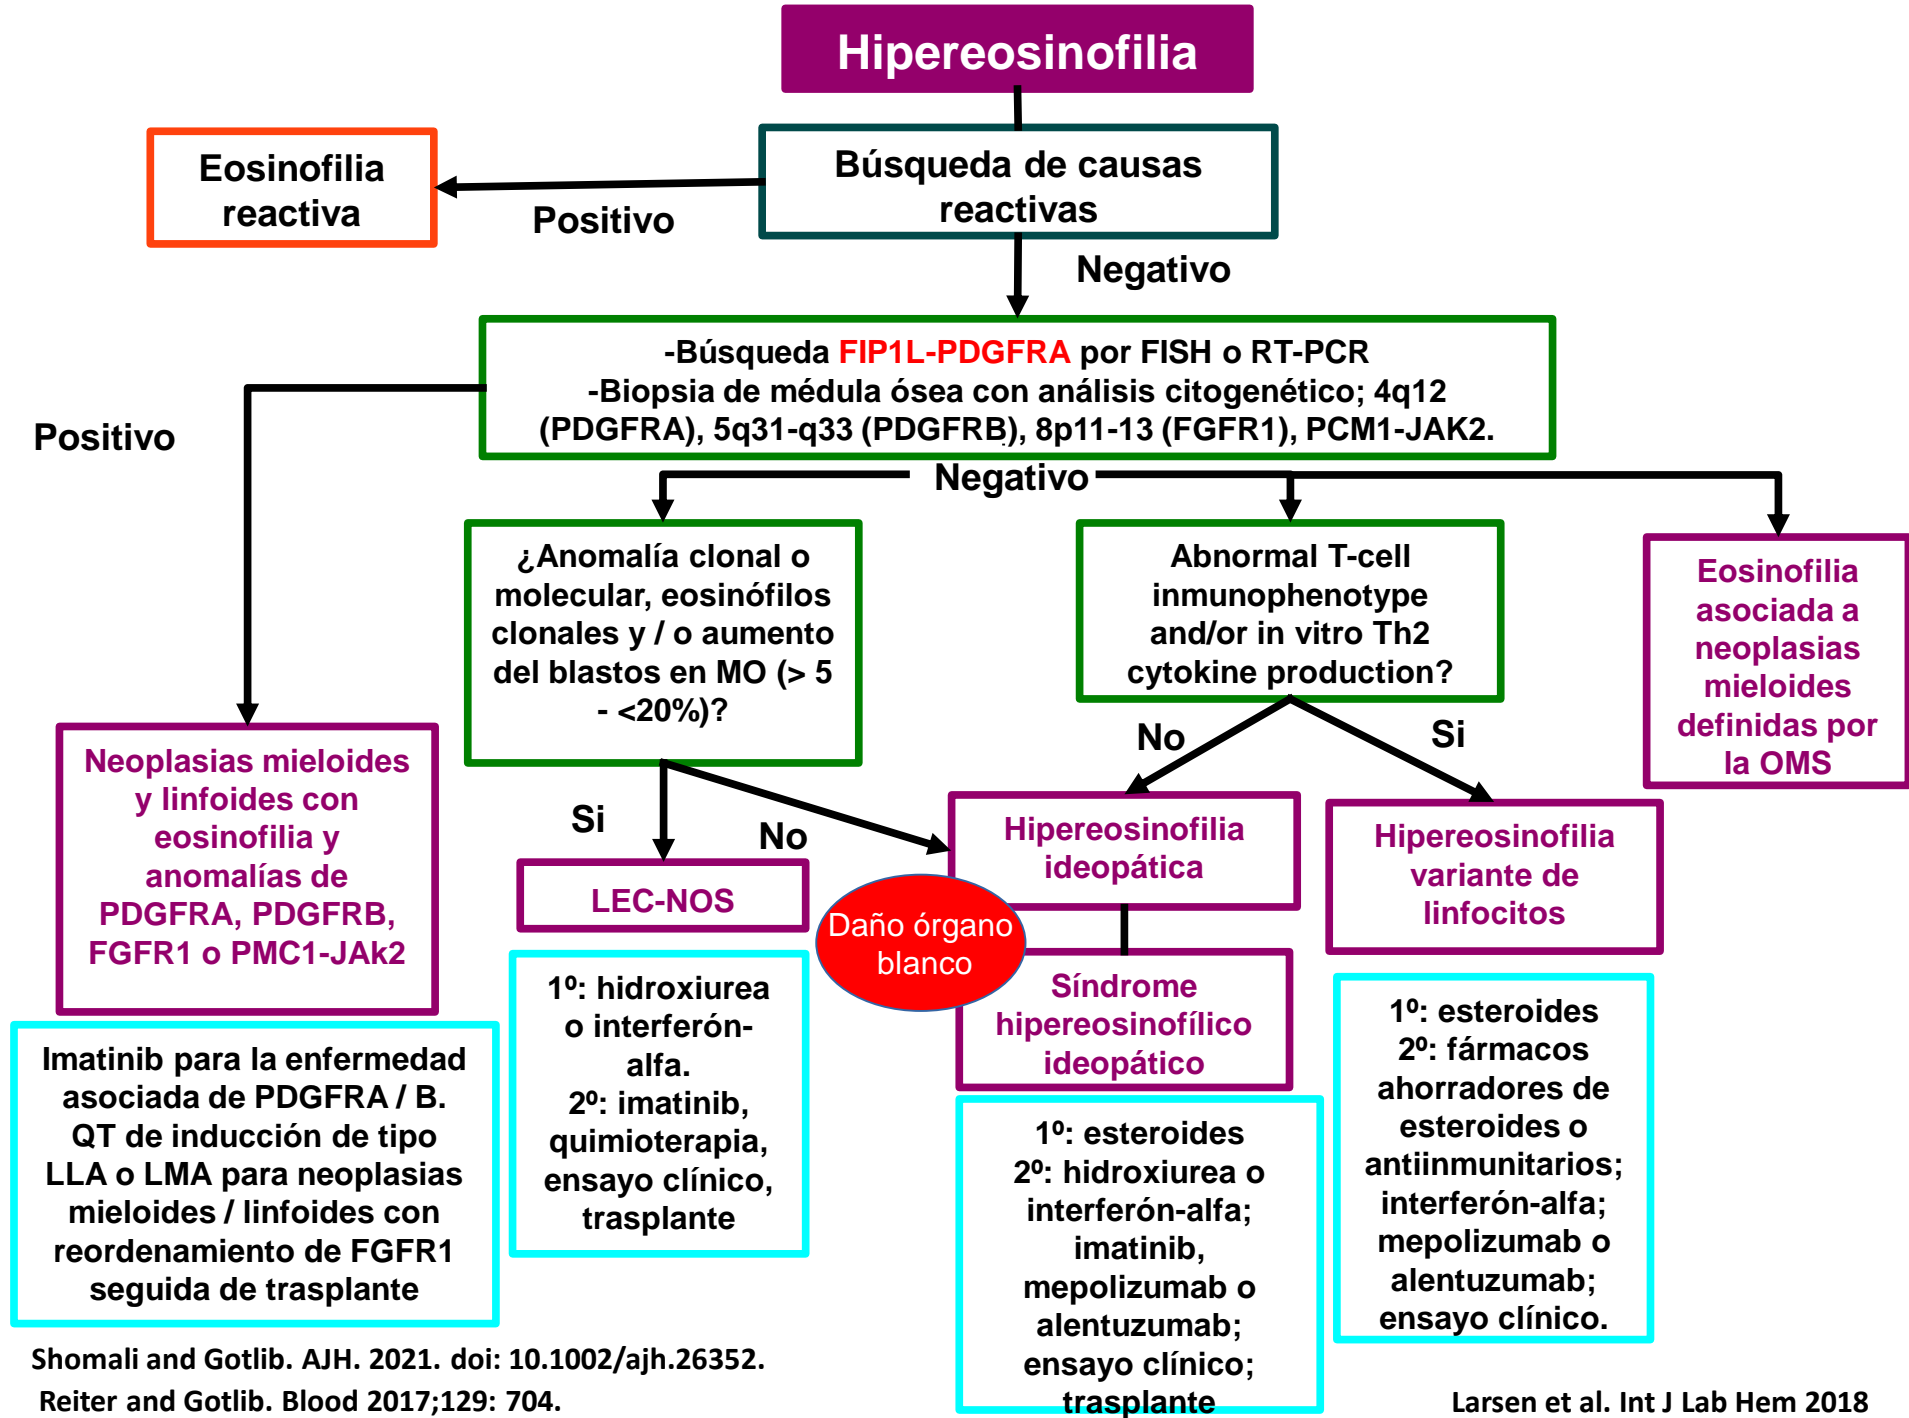 Hipereosinofilia
Búsqueda de causas
reactivas
Eosinofilia
reactiva
Positivo
Negativo
-Búsqueda FIP1L-PDGFRA por FISH o RT-PCR
-Biopsia de médula ósea con análisis citogenético; 4q12
(PDGFRA), 5q31-q33 (PDGFRB), 8p11-13 (FGFR1), PCM1-JAK2.
Positivo
Negativo
¿Anomalía clonal o
molecular, eosinófilos
clonales y / o aumento
del blastos en MO (> 5
- <20%)?
Abnormal T-cell
inmunophenotype
and/or in vitro Th2
cytokine production?
Eosinofilia
asociada a
neoplasias
mieloides
definidas por
la OMS
No
Si
Neoplasias mieloides
y linfoides con
eosinofilia y
anomalías de
PDGFRA, PDGFRB,
FGFR1 o PMC1-JAk2
Si
No
LEC-NOS
Hipereosinofilia
ideopática
Hipereosinofilia
variante de
linfocitos
Daño órgano
blanco
Síndrome
hipereosinofílico
ideopático
Imatinib para la enfermedad
asociada de PDGFRA / B.
QT de inducción de tipo
LLA o LMA para neoplasias
mieloides / linfoides con
reordenamiento de FGFR1
seguida de trasplante
1º: hidroxiurea
o interferón-
alfa.
2º: imatinib,
quimioterapia,
ensayo clínico,
trasplante
1º: esteroides
2º: hidroxiurea o
interferón-alfa;
imatinib,
mepolizumab o
alentuzumab;
ensayo clínico;
trasplante
1º: esteroides
2º: fármacos
ahorradores de
esteroides o
antiinmunitarios;
interferón-alfa;
mepolizumab o
alentuzumab;
ensayo clínico.
Shomali and Gotlib. AJH. 2021. doi: 10.1002/ajh.26352.
Reiter and Gotlib. Blood 2017;129: 704.
Larsen et al. Int J Lab Hem 2018